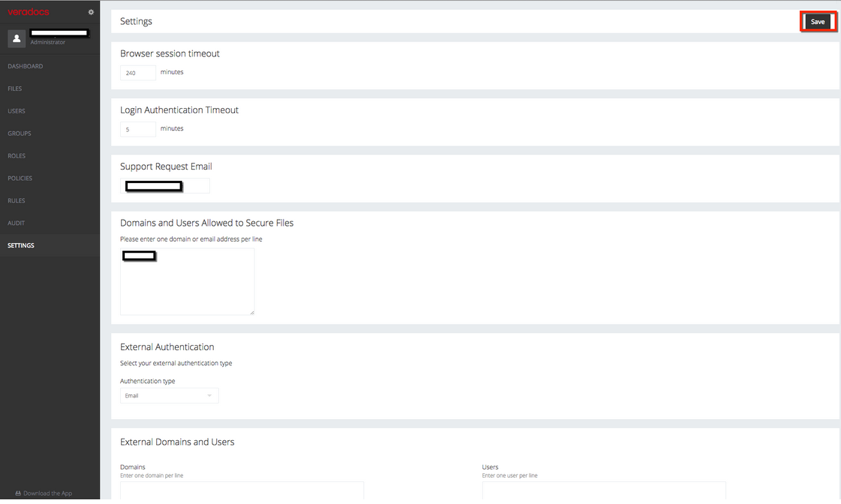 veradocs
Administrator
DASHBOARD
FILES
USERS
GROUPS
ROLES
POLICIES
RULES
AUDIT
SETTINGS
Download the App
Settings
Save
Browser session timeout
240 minutes
Login Authentication Timeout
5 minutes
Support Request Email
Domains and Users Allowed to Secure Files
Please enter one domain or email address per line
External Authentication
Select your external authentication type
Authentication type
Email
External Domains and Users
Domains
Enter one domain per line
Users
Enter one user per line